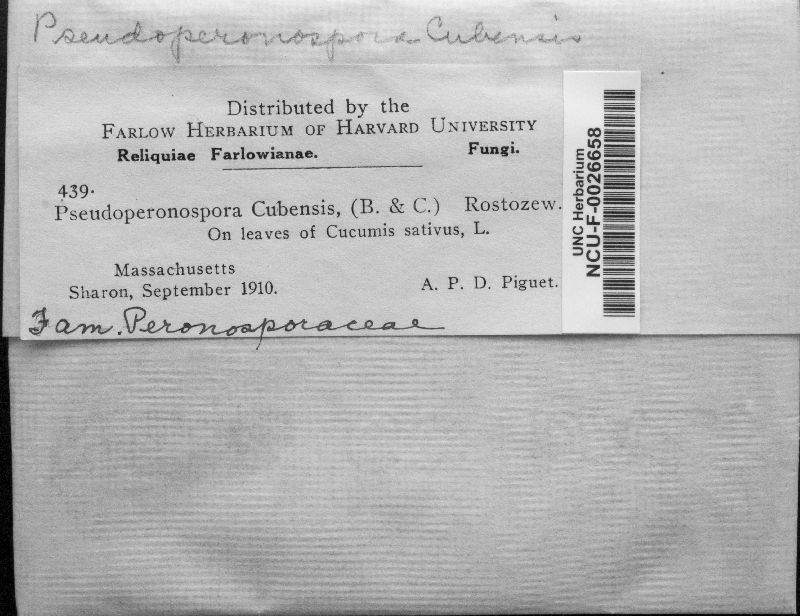 Pseudoperonospora Cubensis
Distributed by the
FARLOW HERBARIUM OF HARVARD UNIVERSITY
Reliquiae Farlowianae. Fungi.
439.
Pseudoperonospora Cubensis, (B. & C.) Rostozew.
On leaves of Cucumis sativus, L.
Massachusetts
Sharon, September 1910. A. P. D. Piguet.
Fam. Peronosporaceae
UNC Herbarium
NCU-F-0026658